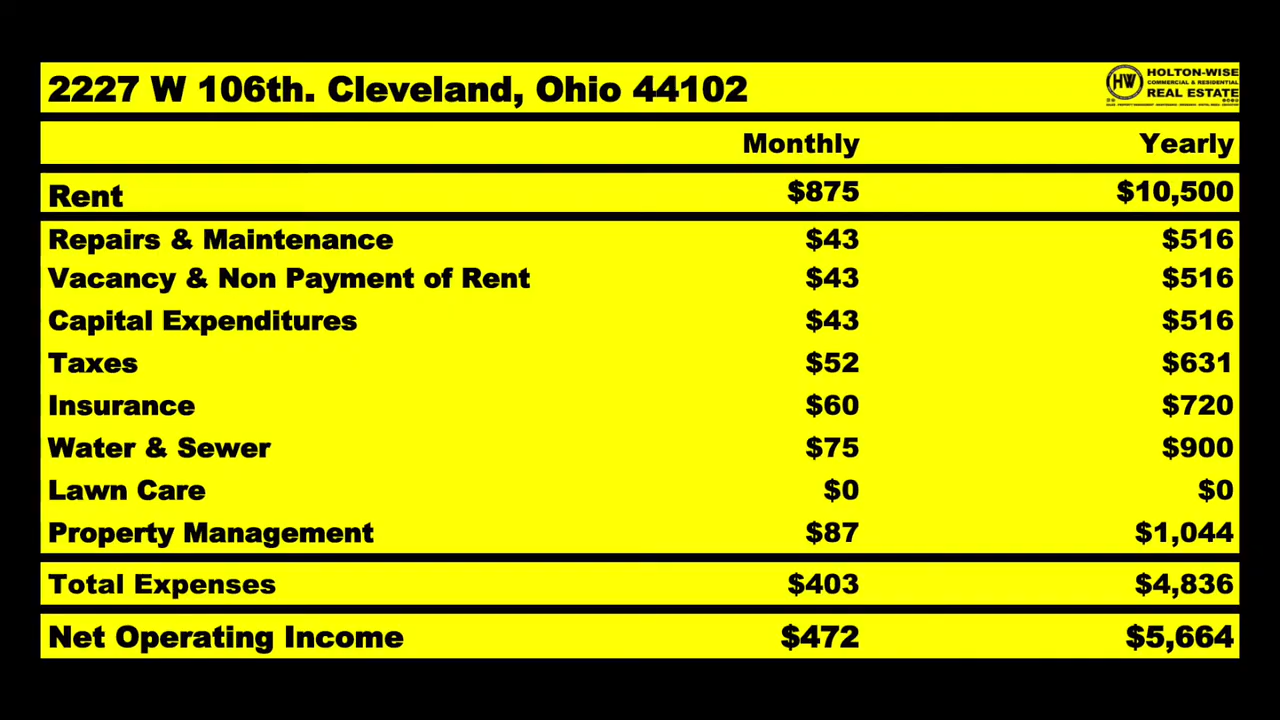 2227 W 106th. Cleveland, Ohio 44102
HW HOLTON-WISE
COMMERCIAL & RESIDENTIAL
REAL ESTATE
Monthly Yearly
Rent $875 $10,500
Repairs & Maintenance $43 $516
Vacancy & Non Payment of Rent $43 $516
Capital Expenditures $43 $516
Taxes $52 $631
Insurance $60 $720
Water & Sewer $75 $900
Lawn Care $0 $0
Property Management $87 $1,044
Total Expenses $403 $4,836
Net Operating Income $472 $5,664